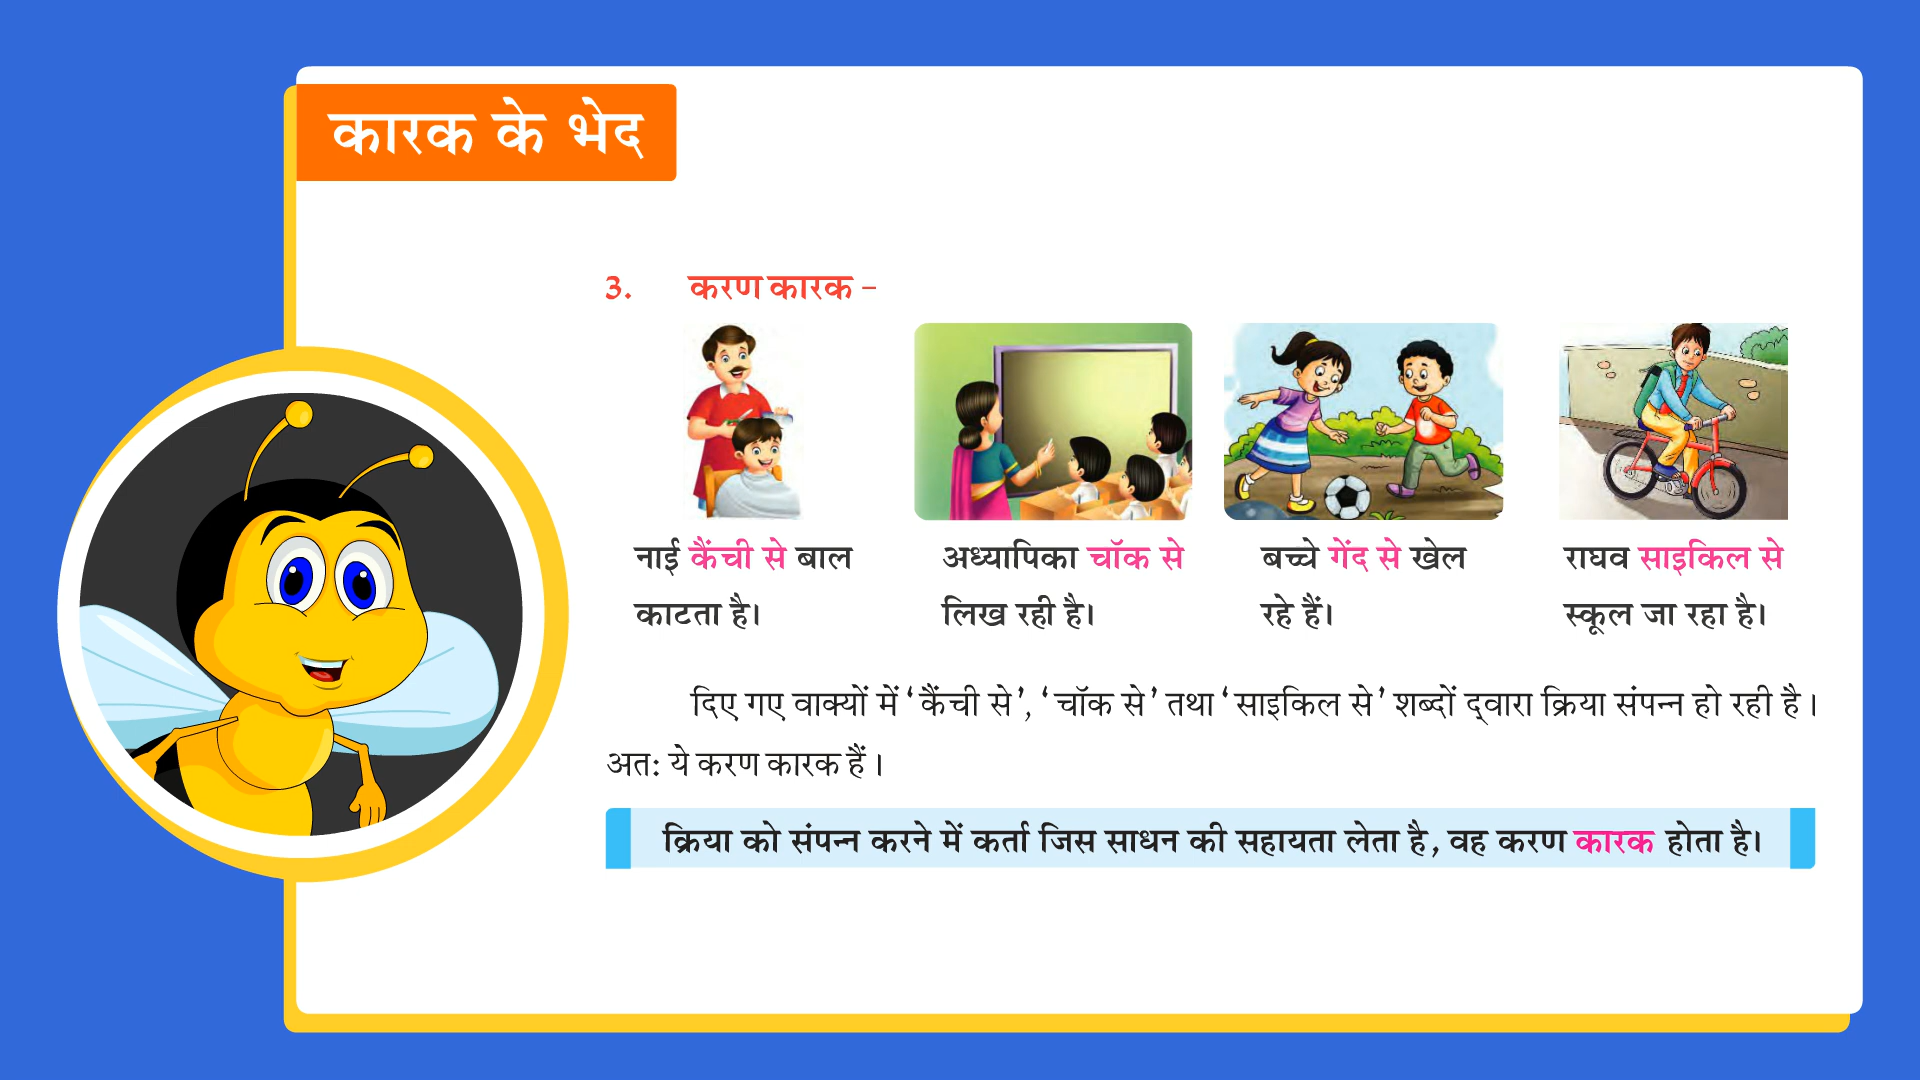 कारक के भेद
3. करण कारक –
नाई कैंची से बाल
काटता है।
अध्यापिका चॉक से
लिख रही है।
बच्चे गेंद से खेल
रहे हैं।
राघव साइकिल से
स्कूल जा रहा है।
दिए गए वाक्यों में ‘कैंची से’, ‘चॉक से’ तथा ‘साइकिल से’ शब्दों द्‌वारा क्रिया संपन्न हो रही है।
अतः ये करण कारक हैं।
क्रिया को संपन्न करने में कर्ता जिस साधन की सहायता लेता है, वह करण कारक होता है।